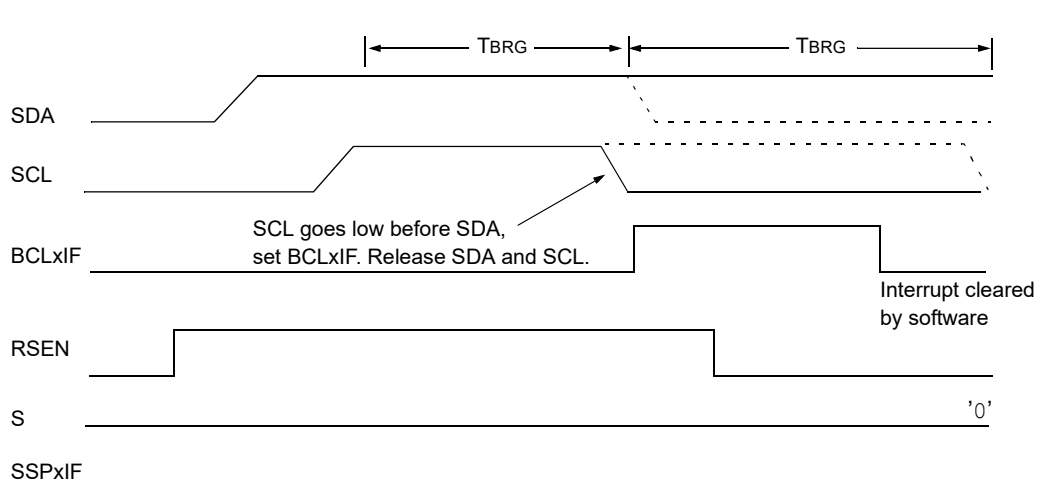 TBRG
TBRG
SDA
SCL
SCL goes low before SDA,
set BCLxIF. Release SDA and SCL.
BCLxIF
Interrupt cleared
by software
RSEN
S
'0'
SSPxIF